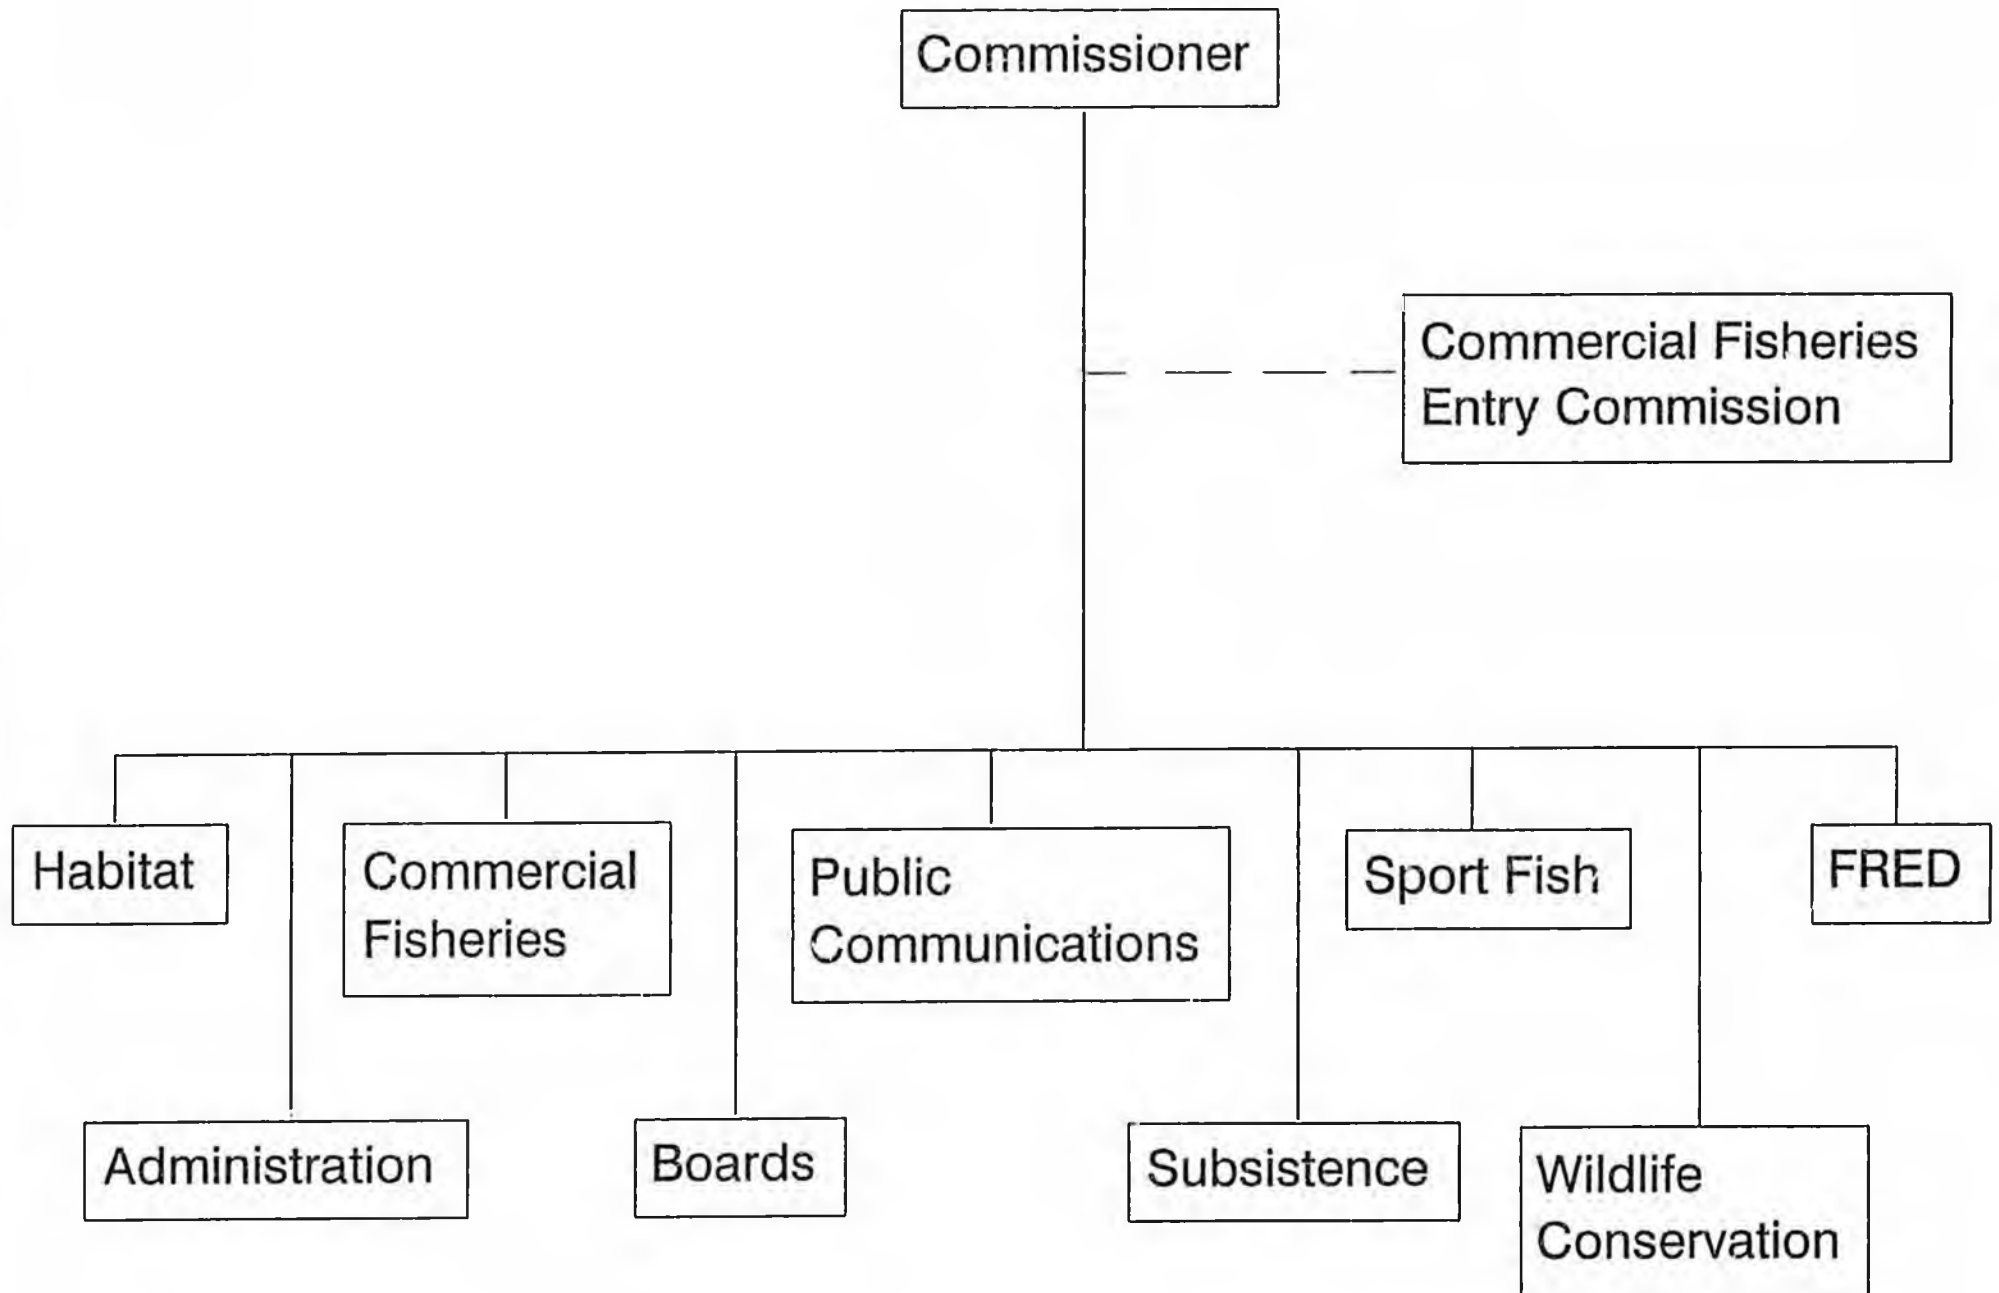 Commissioner
Commercial Fisheries
Entry Commission
Habitat
Commercial
Fisheries
Public
Communications
Sport Fish
FRED
Administration
Boards
Subsistence
Wildlife
Conservation